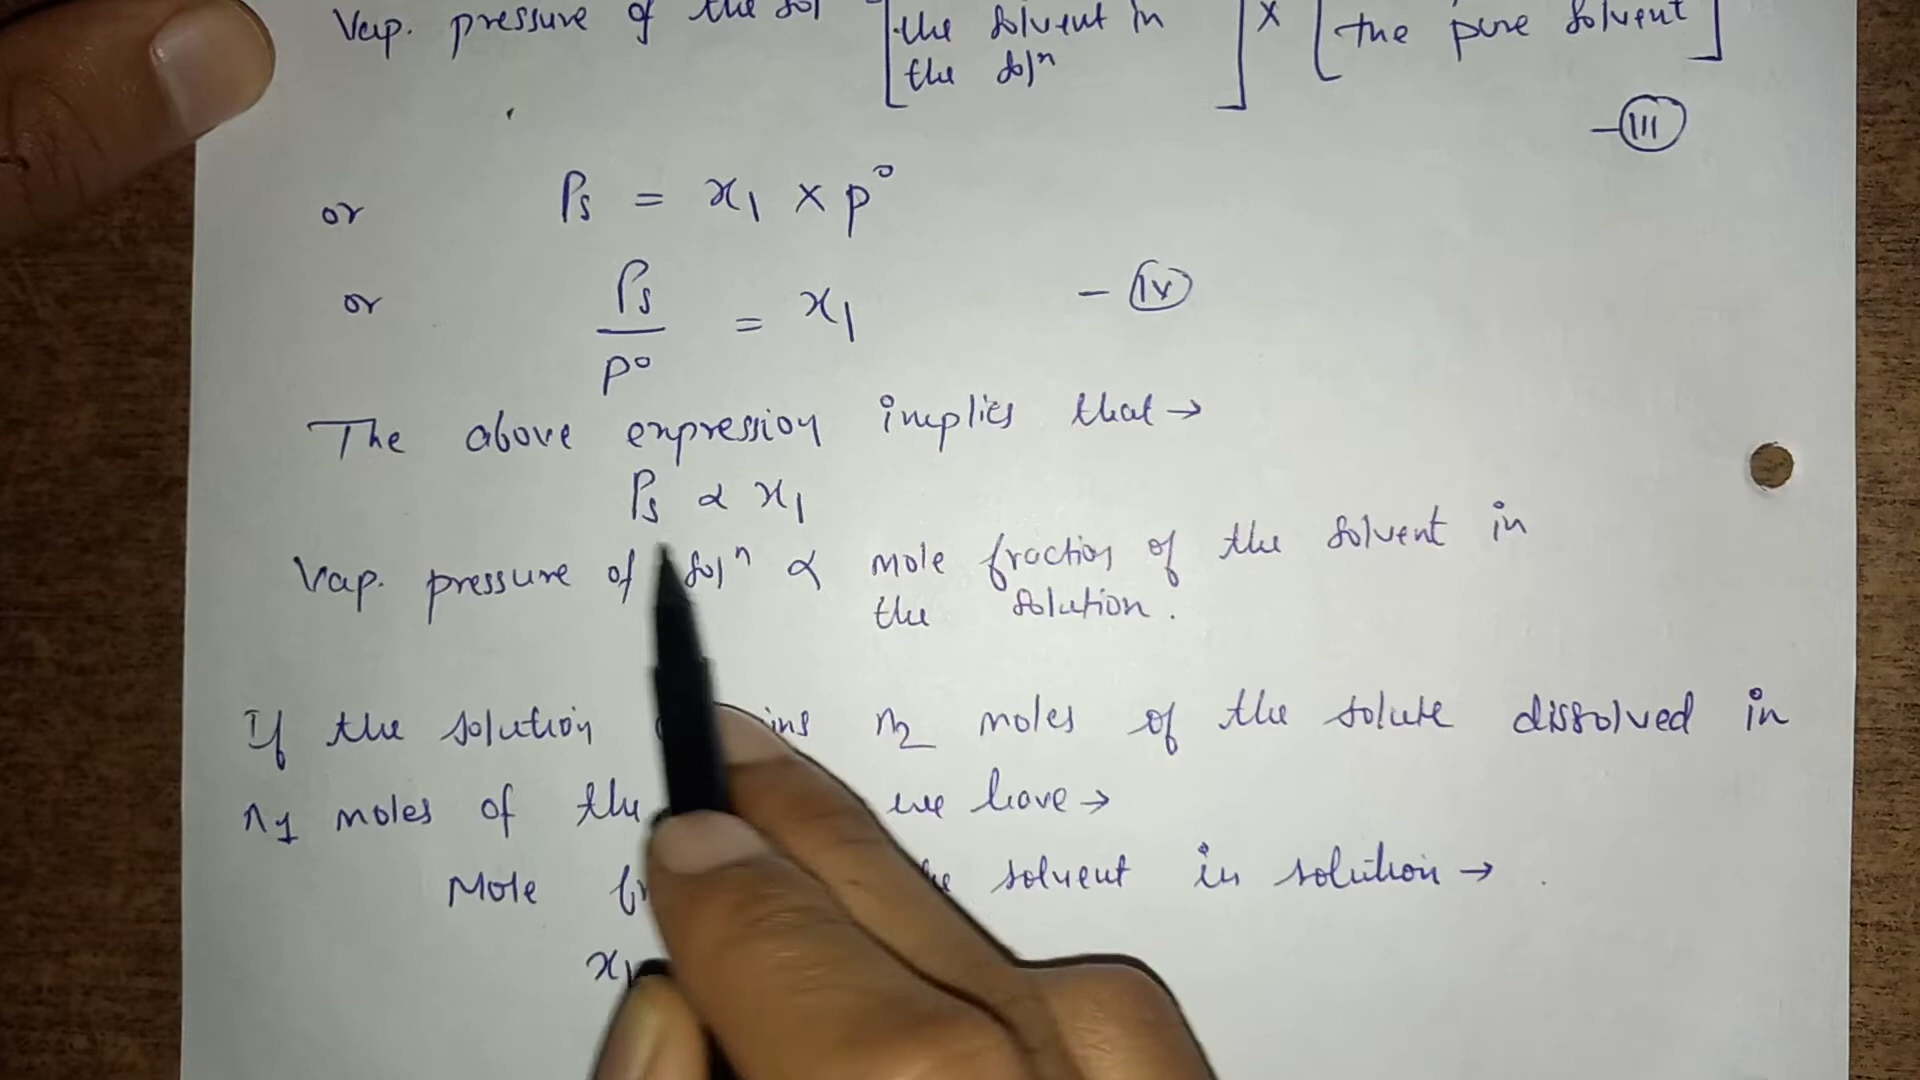 Vap. pressure of the sol [the solvent in the solⁿ] × [the pure solvent]
—(III)
or Ps = x₁ × p°
or Ps/p° = x₁ —(IV)
The above expression implies that →
Ps ∝ x₁
Vap. pressure of solⁿ ∝ mole fraction of the solvent in
the solution.
If the solution ins n₂ moles of the solute dissolved in
n₁ moles of the we have →
Mole solvent in solution →
x₁